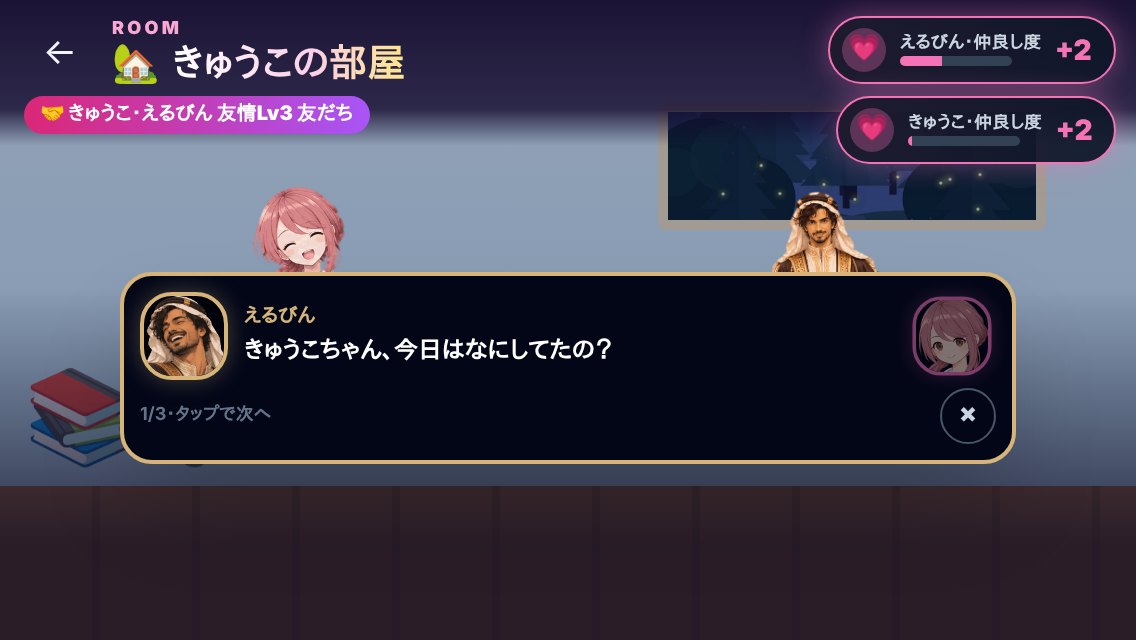 ROOM
🏡 きゅうこの部屋
🤝 きゅうこ・えるびん 友情Lv3 友だち
えるびん・仲良し度 +2
きゅうこ・仲良し度 +2
えるびん
きゅうこちゃん、今日はなにしてたの？
1/3・タップで次へ